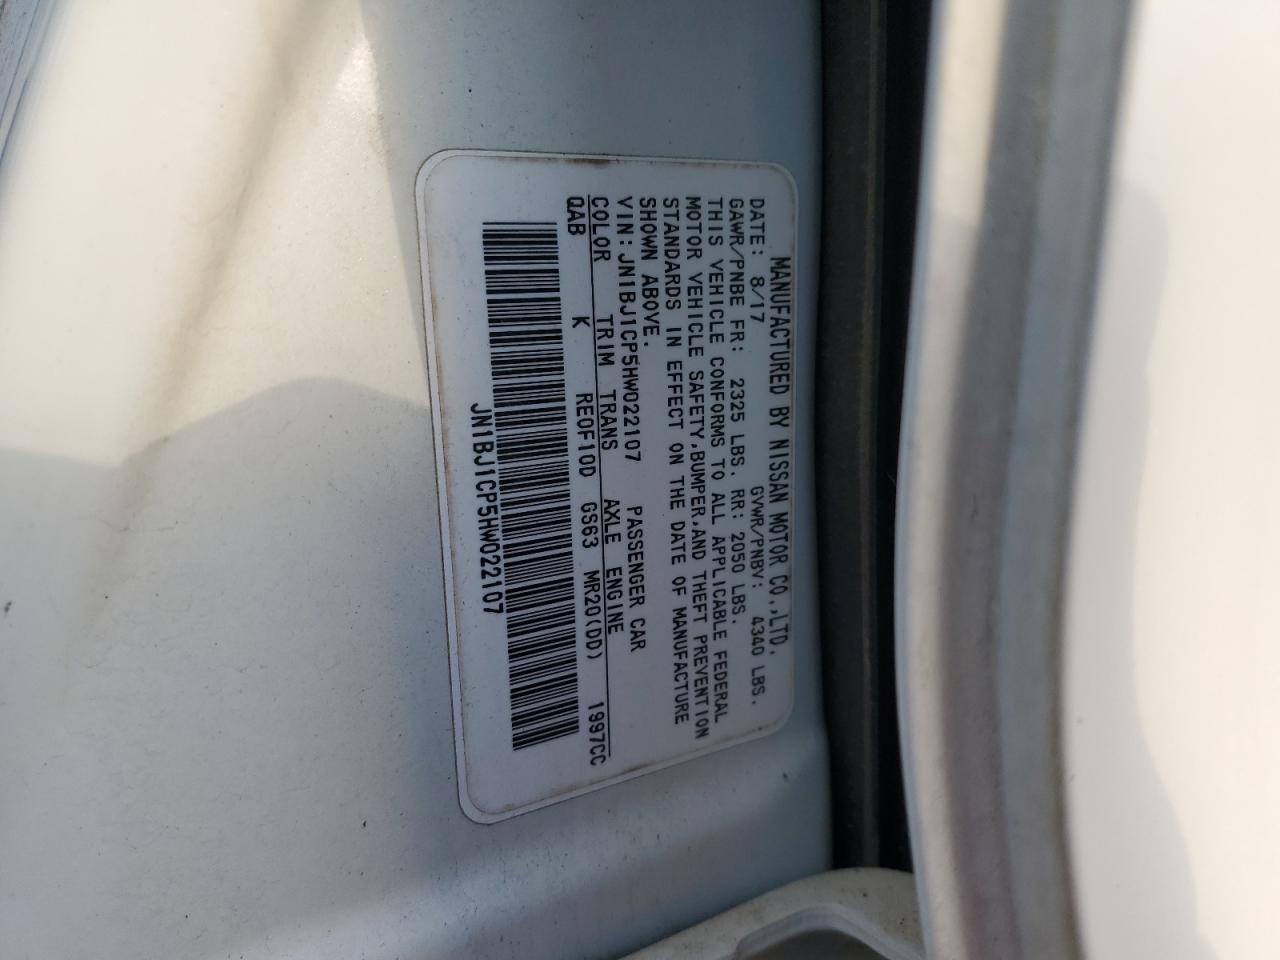 MANUFACTURED BY NISSAN MOTOR CO.,LTD.
DATE: 8/17 GVWR/PNBV: 4340 LBS.
GAWR/PNBE FR: 2325 LBS. RR: 2050 LBS.
THIS VEHICLE CONFORMS TO ALL APPLICABLE FEDERAL
MOTOR VEHICLE SAFETY,BUMPER,AND THEFT PREVENTION
STANDARDS IN EFFECT ON THE DATE OF MANUFACTURE
SHOWN ABOVE.
VIN:JN1BJ1CP5HW022107 PASSENGER CAR
COLOR TRIM TRANS AXLE ENGINE
QAB K RE0F10D GS63 MR20(DD) 1997CC
JN1BJ1CP5HW022107